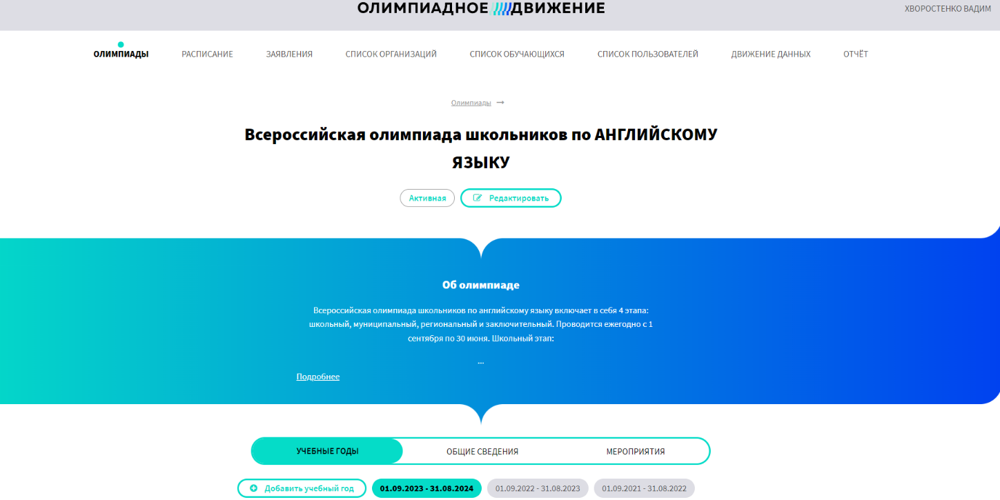 ОЛИМПИАДНОЕ ДВИЖЕНИЕ
ХВОРОСТЕНКО ВАДИМ
ОЛИМПИАДЫ РАСПИСАНИЕ ЗАЯВЛЕНИЯ СПИСОК ОРГАНИЗАЦИЙ СПИСОК ОБУЧАЮЩИХСЯ СПИСОК ПОЛЬЗОВАТЕЛЕЙ ДВИЖЕНИЕ ДАННЫХ ОТЧЁТ
Олимпиады →
Всероссийская олимпиада школьников по АНГЛИЙСКОМУ
ЯЗЫКУ
Активная Редактировать
Об олимпиаде
Всероссийская олимпиада школьников по английскому языку включает в себя 4 этапа:
школьный, муниципальный, региональный и заключительный. Проводится ежегодно с 1
сентября по 30 июня. Школьный этап:
...
Подробнее
УЧЕБНЫЕ ГОДЫ ОБЩИЕ СВЕДЕНИЯ МЕРОПРИЯТИЯ
Добавить учебный год 01.09.2023 - 31.08.2024 01.09.2022 - 31.08.2023 01.09.2021 - 31.08.2022